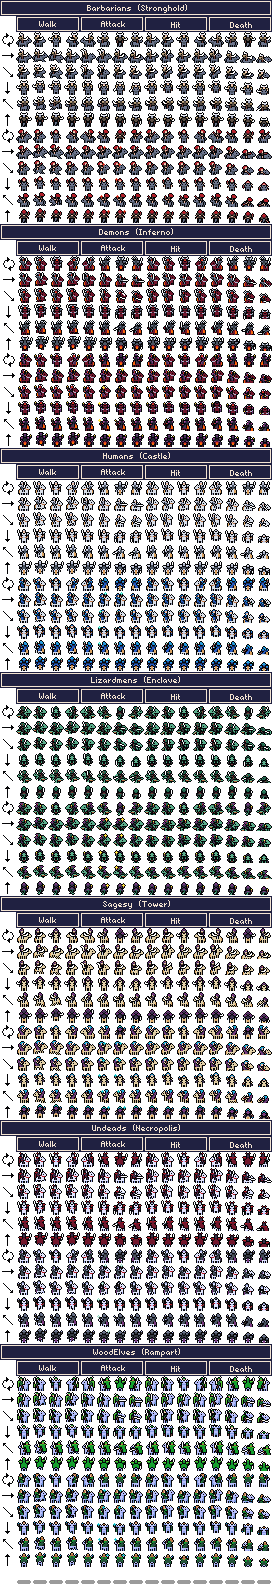 Barbarians (Stronghold)
Walk Attack Hit Death
Demons (Inferno)
Walk Attack Hit Death
Humans (Castle)
Walk Attack Hit Death
Lizardmens (Enclave)
Walk Attack Hit Death
Sagesy (Tower)
Walk Attack Hit Death
Undeads (Necropolis)
Walk Attack Hit Death
WoodElves (Rampart)
Walk Attack Hit Death